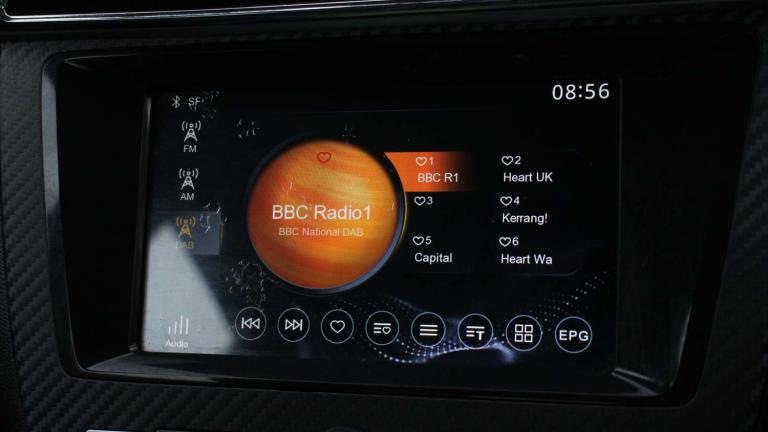 SF
08:56
FM
AM
DAB
Audio
BBC Radio1
BBC National DAB
1
BBC R1
2
Heart UK
3
4
Kerrang!
5
Capital
6
Heart Wa
T
EPG